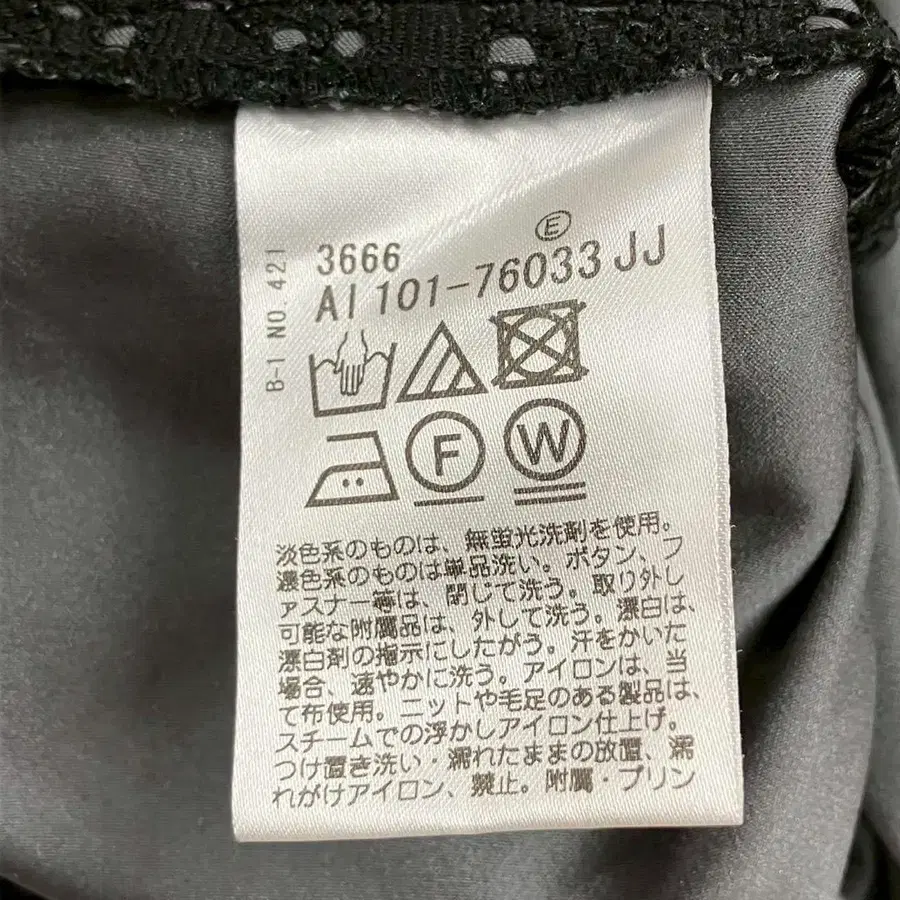 B-1 NO. 421
E
3666
AI 101-76033 JJ
F
W
淡色系のものは、無蛍光洗剤を使用。
濃色系のものは単品洗い。ボタン、フ
ァスナー等は、閉じて洗う。取り外し
可能な附属品は、外して洗う。漂白は、
漂白剤の指示にしたがう。汗をかいた
場合、速やかに洗う。アイロンは、当
て布使用。ニットや毛足のある製品は、
スチームでの浮かしアイロン仕上げ。
つけ置き洗い・濡れたままの放置、濡
れがけアイロン、禁止。附属・プリン